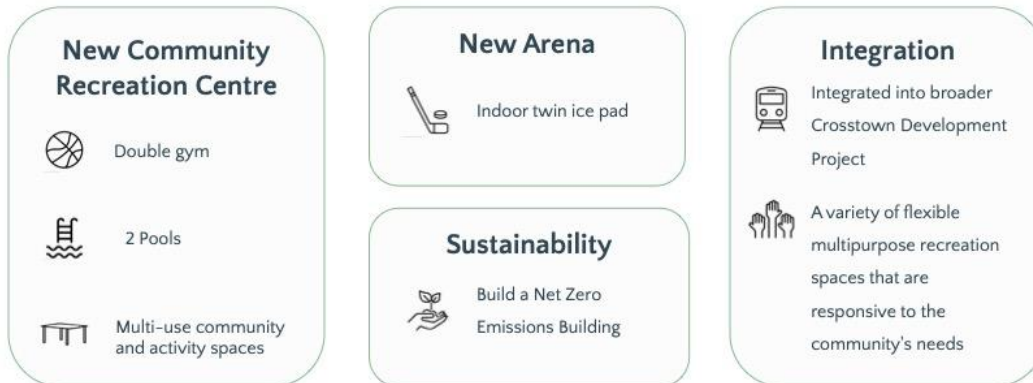 New Community
Recreation Centre
Double gym
2 Pools
Multi-use community
and activity spaces
New Arena
Indoor twin ice pad
Sustainability
Build a Net Zero
Emissions Building
Integration
Integrated into broader
Crosstown Development
Project
A variety of flexible
multipurpose recreation
spaces that are
responsive to the
community's needs